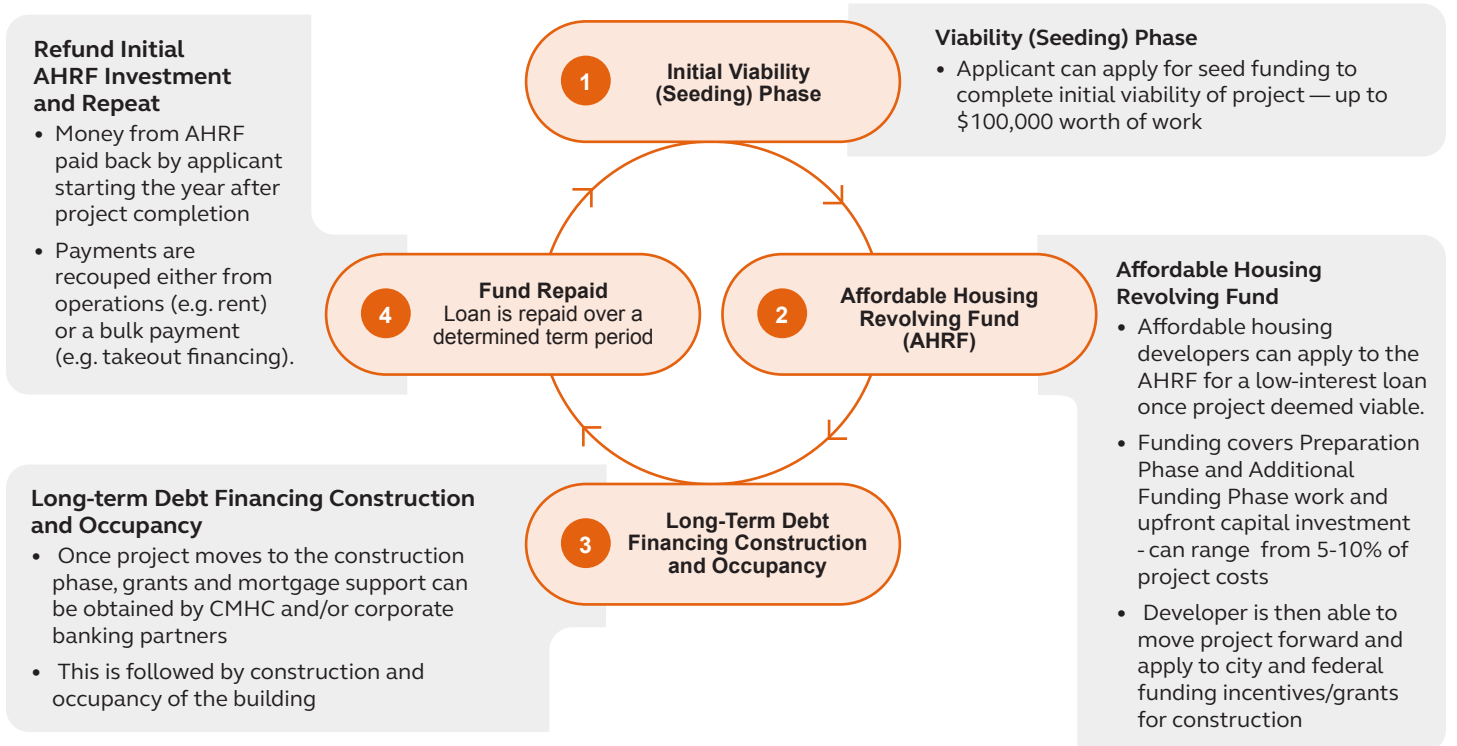 Refund Initial
AHRF Investment
and Repeat
• Money from AHRF
paid back by applicant
starting the year after
project completion
• Payments are
recouped either from
operations (e.g. rent)
or a bulk payment
(e.g. takeout financing).
1
Initial Viability
(Seeding) Phase
Viability (Seeding) Phase
• Applicant can apply for seed funding to
complete initial viability of project — up to
$100,000 worth of work
4
Fund Repaid
Loan is repaid over a
determined term period
2
Affordable Housing
Revolving Fund
(AHRF)
Affordable Housing
Revolving Fund
• Affordable housing
developers can apply to the
AHRF for a low-interest loan
once project deemed viable.
• Funding covers Preparation
Phase and Additional
Funding Phase work and
upfront capital investment
- can range from 5-10% of
project costs
• Developer is then able to
move project forward and
apply to city and federal
funding incentives/grants
for construction
Long-term Debt Financing Construction
and Occupancy
• Once project moves to the construction
phase, grants and mortgage support can
be obtained by CMHC and/or corporate
banking partners
• This is followed by construction and
occupancy of the building
3
Long-Term Debt
Financing Construction
and Occupancy